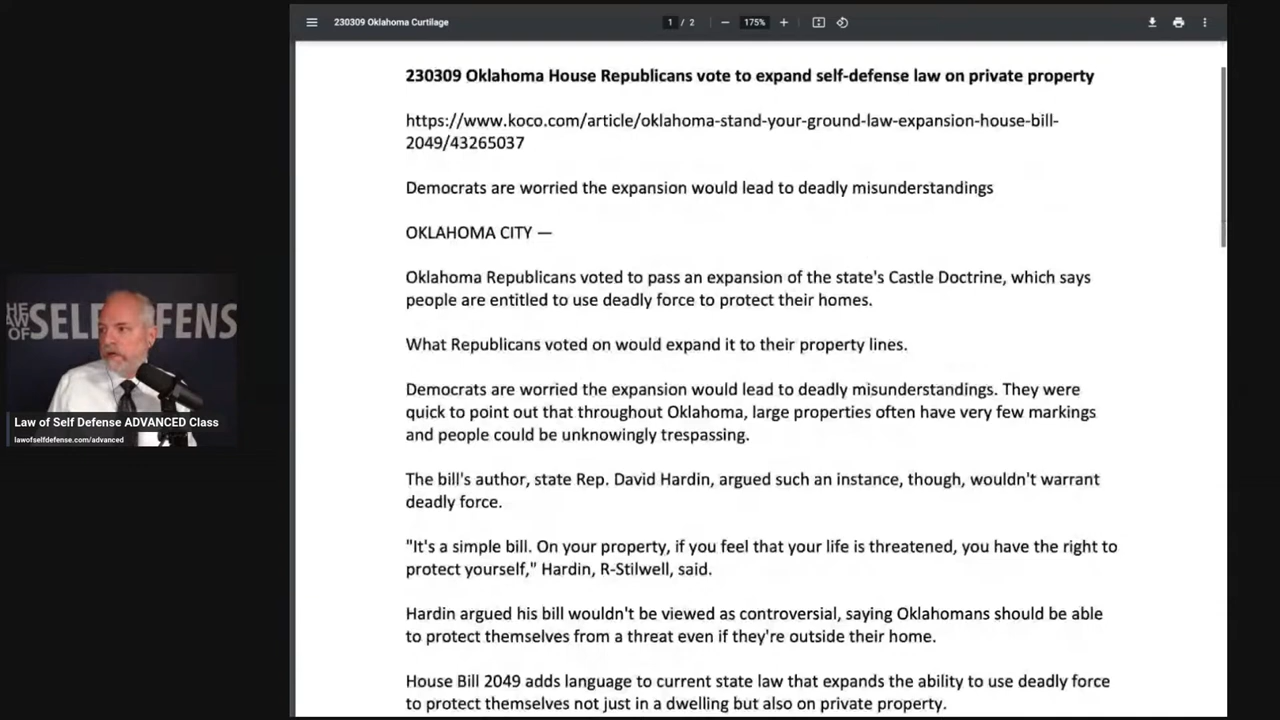 230309 Oklahoma Curtilage
1 / 2
175%
230309 Oklahoma House Republicans vote to expand self-defense law on private property
https://www.koco.com/article/oklahoma-stand-your-ground-law-expansion-house-bill-
2049/43265037
Democrats are worried the expansion would lead to deadly misunderstandings
OKLAHOMA CITY —
Oklahoma Republicans voted to pass an expansion of the state's Castle Doctrine, which says
people are entitled to use deadly force to protect their homes.
What Republicans voted on would expand it to their property lines.
Democrats are worried the expansion would lead to deadly misunderstandings. They were
quick to point out that throughout Oklahoma, large properties often have very few markings
and people could be unknowingly trespassing.
The bill's author, state Rep. David Hardin, argued such an instance, though, wouldn't warrant
deadly force.
"It's a simple bill. On your property, if you feel that your life is threatened, you have the right to
protect yourself," Hardin, R-Stilwell, said.
Hardin argued his bill wouldn't be viewed as controversial, saying Oklahomans should be able
to protect themselves from a threat even if they're outside their home.
House Bill 2049 adds language to current state law that expands the ability to use deadly force
to protect themselves not just in a dwelling but also on private property.
Law of Self Defense ADVANCED Class
lawofselfdefense.com/advanced